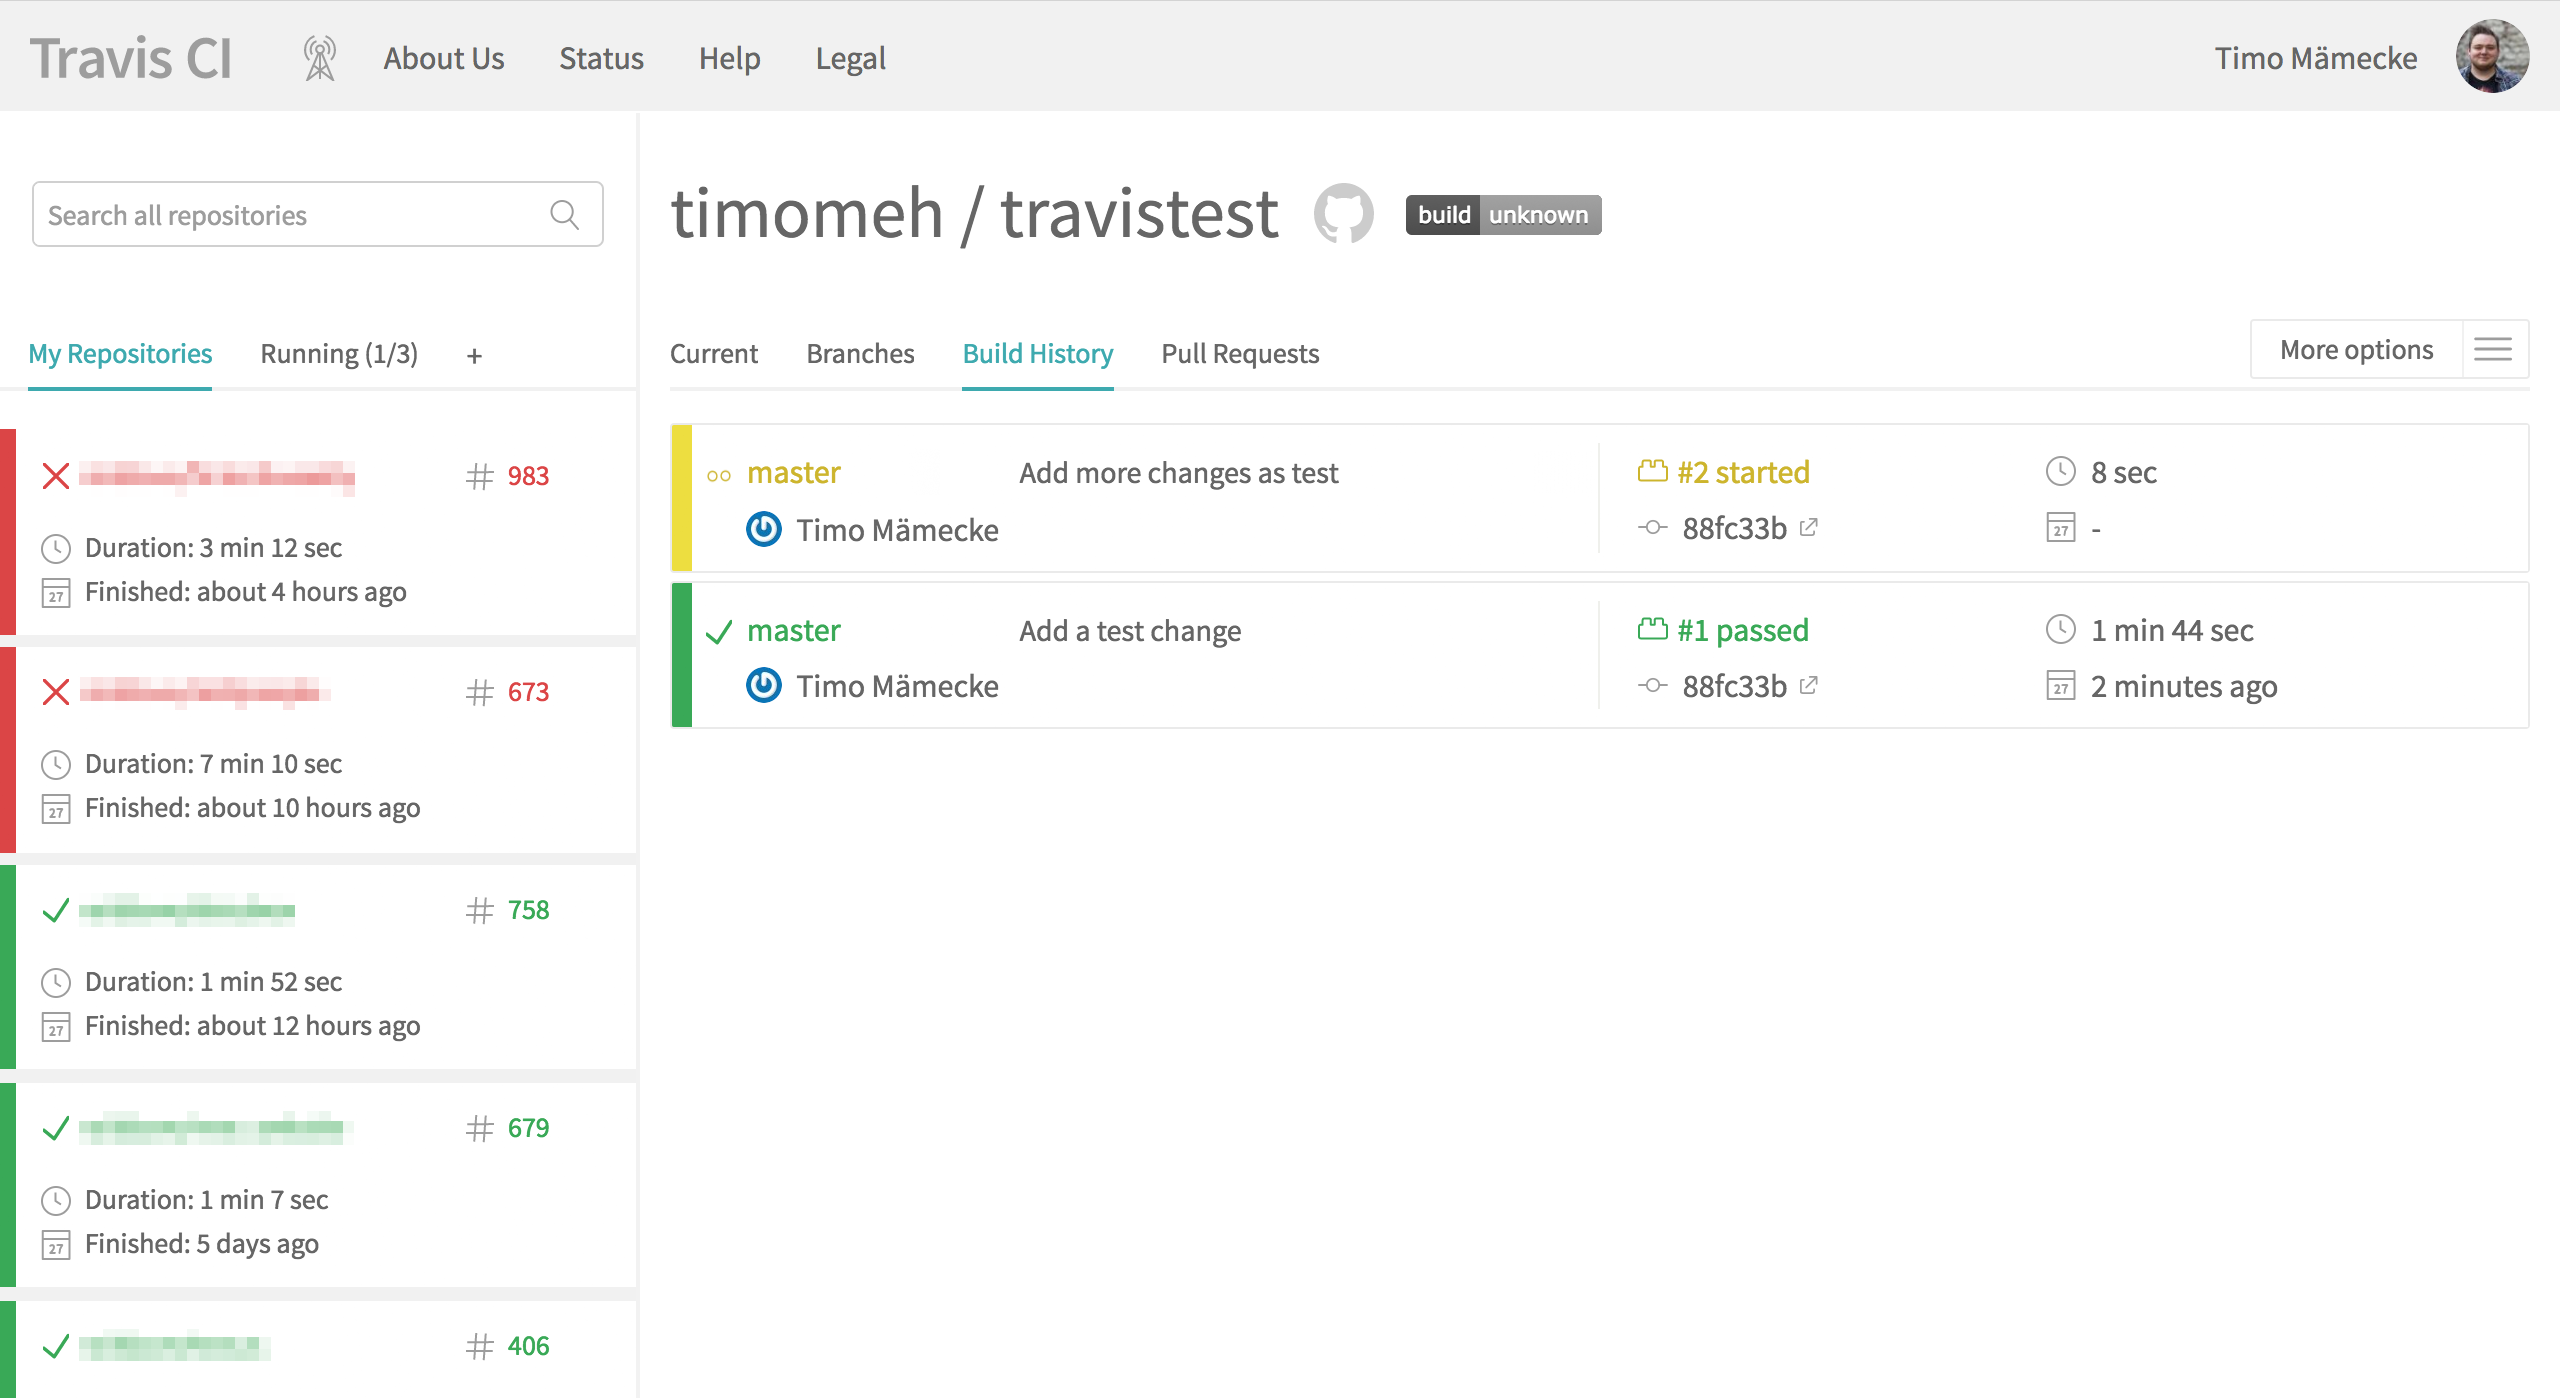 Travis CI About Us Status Help Legal Timo Mämecke
Search all repositories
My Repositories Running (1/3) +
983
Duration: 3 min 12 sec
27 Finished: about 4 hours ago
673
Duration: 7 min 10 sec
27 Finished: about 10 hours ago
758
Duration: 1 min 52 sec
27 Finished: about 12 hours ago
679
Duration: 1 min 7 sec
27 Finished: 5 days ago
406
timomeh / travistest build unknown
Current Branches Build History Pull Requests More options
master Add more changes as test #2 started 8 sec
Timo Mämecke 88fc33b 27 -
master Add a test change #1 passed 1 min 44 sec
Timo Mämecke 88fc33b 27 2 minutes ago